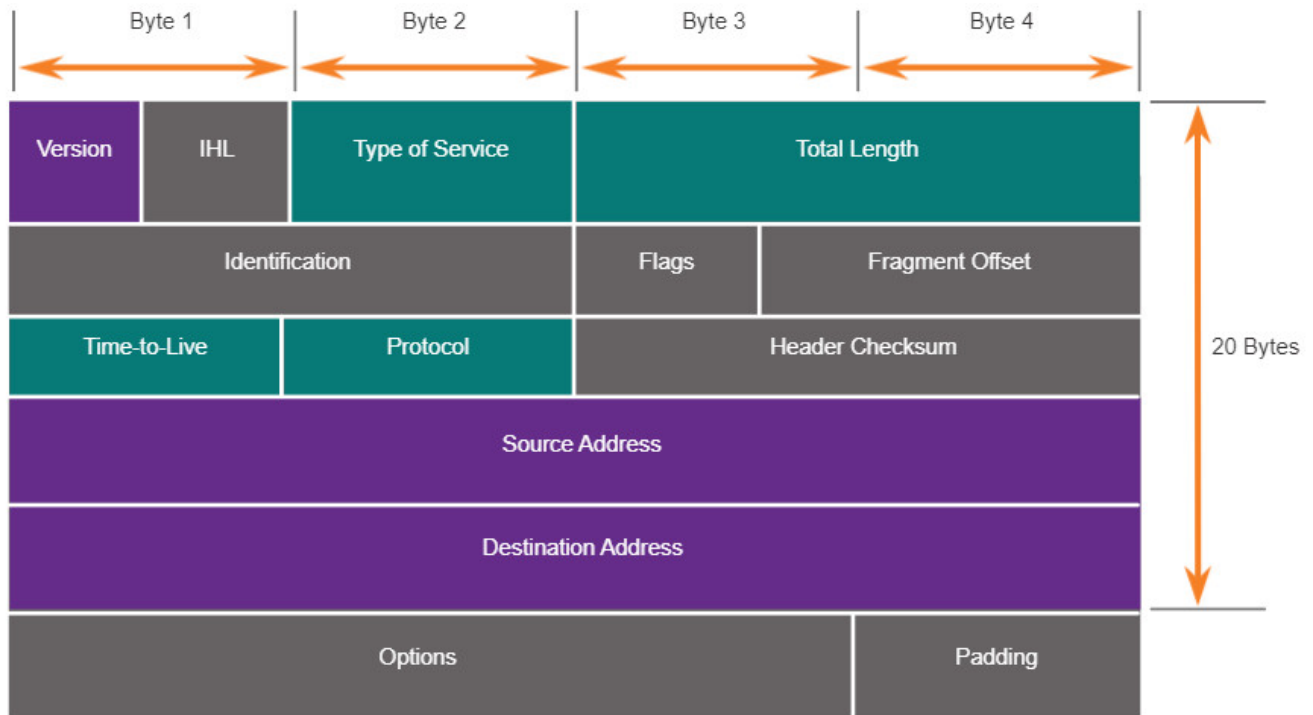 Byte 1 Byte 2 Byte 3 Byte 4
Version IHL Type of Service Total Length
Identification Flags Fragment Offset
Time-to-Live Protocol Header Checksum
20 Bytes
Source Address
Destination Address
Options Padding